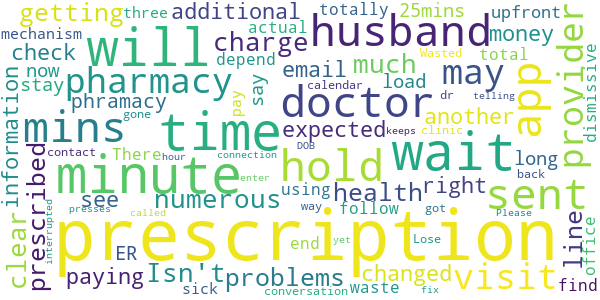 getting three additional totally 25mins upfront
mechanism will actual charge husband money
check now pharmacy depend email much may total
stay phramacy say load app provider dismissive
information mins gone doctor calendar dr telling
contact There time pay expected another keeps
prescribed minute hour connection hold wait clinic
see numerous DOB health right sent long back
clear interrupted enter using way follow got line
presses called prescription Please visit office
ER Isn't yet end Lose changed
paying problems sick conversation waste fix find
Wasted